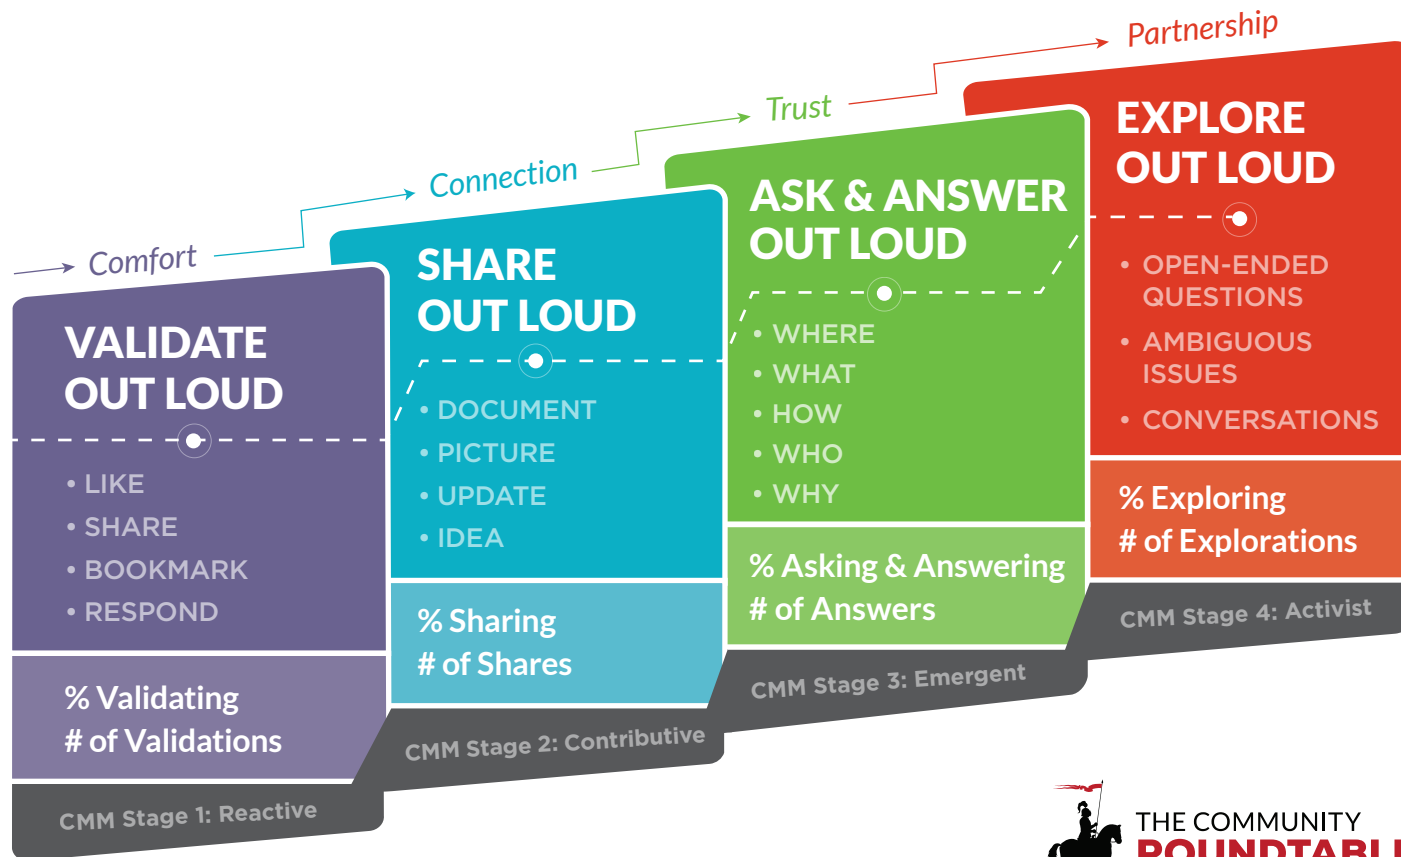 Comfort
VALIDATE
OUT LOUD
• LIKE
• SHARE
• BOOKMARK
• RESPOND
% Validating
# of Validations
CMM Stage 1: Reactive
Connection
SHARE
OUT LOUD
• DOCUMENT
• PICTURE
• UPDATE
• IDEA
% Sharing
# of Shares
CMM Stage 2: Contributive
Trust
ASK & ANSWER
OUT LOUD
• WHERE
• WHAT
• HOW
• WHO
• WHY
% Asking & Answering
# of Answers
CMM Stage 3: Emergent
Partnership
EXPLORE
OUT LOUD
• OPEN-ENDED
QUESTIONS
• AMBIGUOUS
ISSUES
• CONVERSATIONS
% Exploring
# of Explorations
CMM Stage 4: Activist
THE COMMUNITY